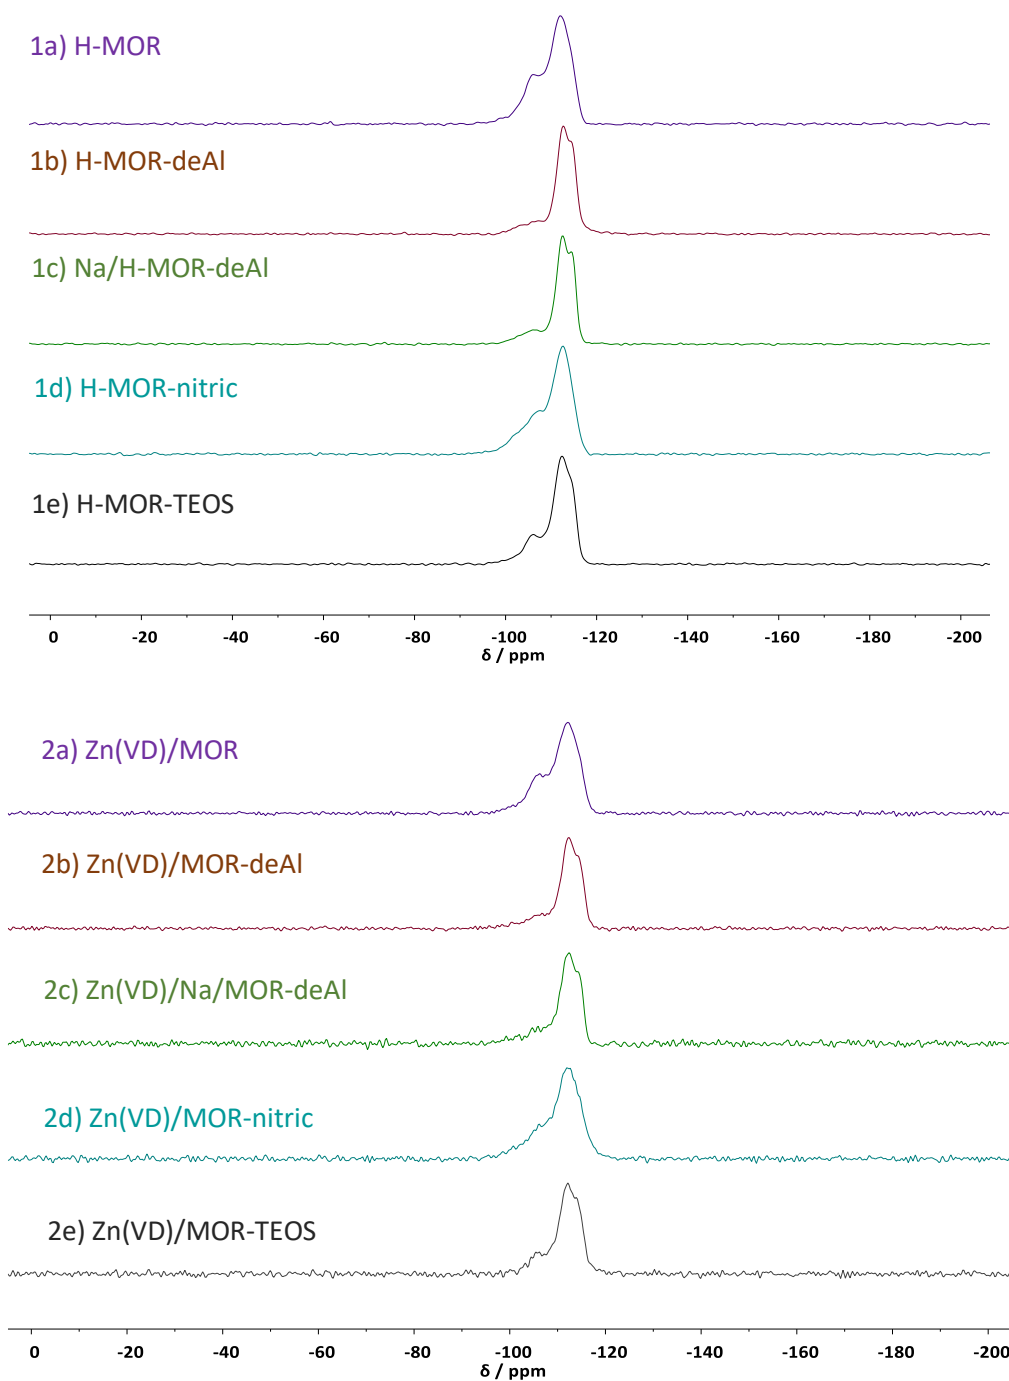 1a) H-MOR
1b) H-MOR-deAl
1c) Na/H-MOR-deAl
1d) H-MOR-nitric
1e) H-MOR-TEOS
0 -20 -40 -60 -80 -100 -120 -140 -160 -180 -200
δ / ppm
2a) Zn(VD)/MOR
2b) Zn(VD)/MOR-deAl
2c) Zn(VD)/Na/MOR-deAl
2d) Zn(VD)/MOR-nitric
2e) Zn(VD)/MOR-TEOS
0 -20 -40 -60 -80 -100 -120 -140 -160 -180 -200
δ / ppm